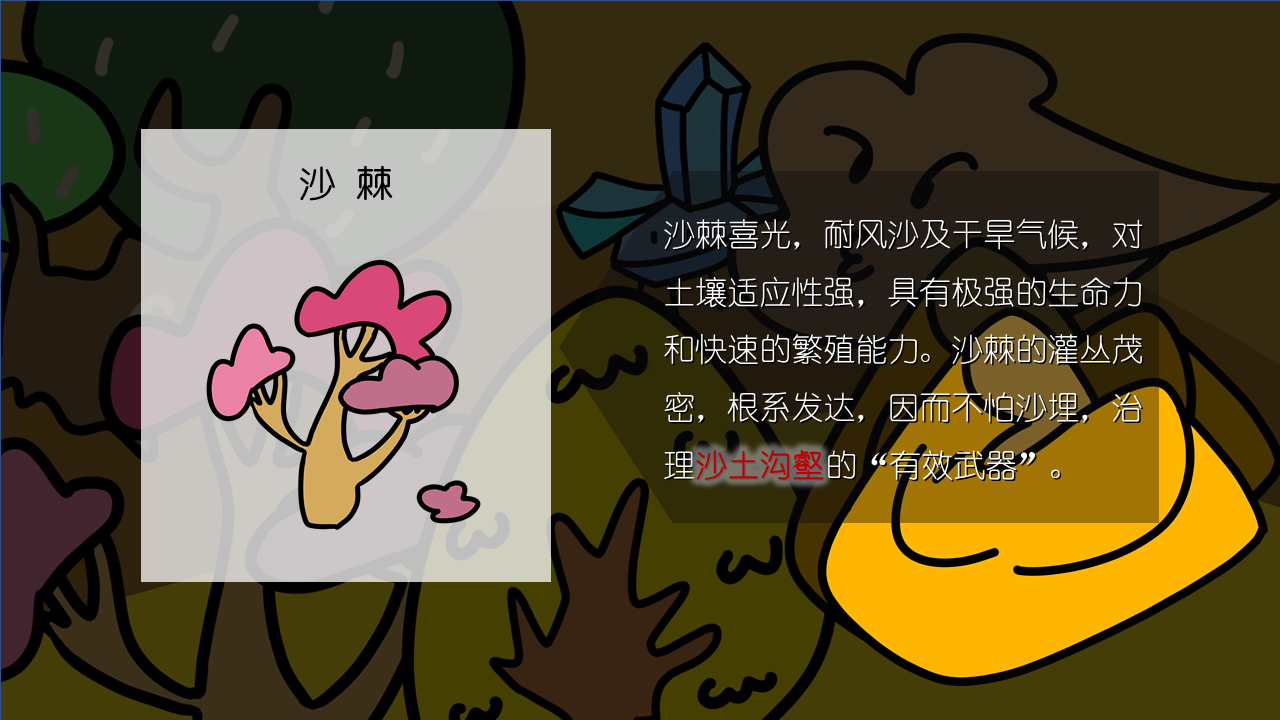 沙 棘
沙棘喜光，耐风沙及干旱气候，对
土壤适应性强，具有极强的生命力
和快速的繁殖能力。沙棘的灌丛茂
密，根系发达，因而不怕沙埋，治
理沙土沟壑的“有效武器”。